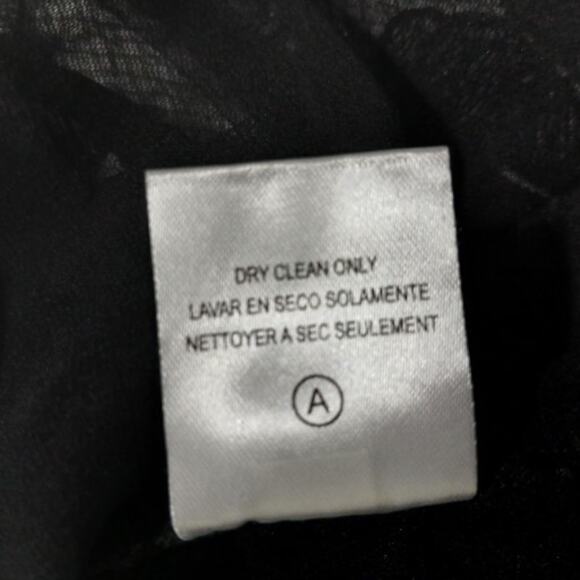 DRY CLEAN ONLY
LAVAR EN SECO SOLAMENTE
NETTOYER A SEC SEULEMENT
A